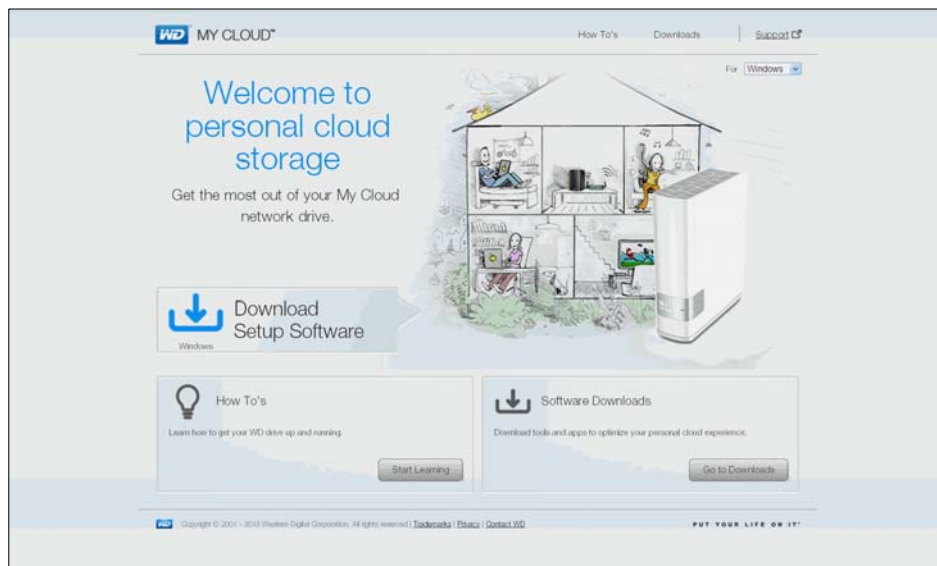 WD MY CLOUD™
How To's Downloads Support
For Windows
Welcome to
personal cloud
storage
Get the most out of your My Cloud
network drive.
Download
Setup Software
Windows
How To's
Learn how to get your WD drive up and running.
Start Learning
Software Downloads
Download tools and apps to optimize your personal cloud experience.
Go to Downloads
WD Copyright © 2001 - 2013 Western Digital Corporation. All rights reserved | Trademarks | Privacy | Contact WD
PUT YOUR LIFE ON IT®